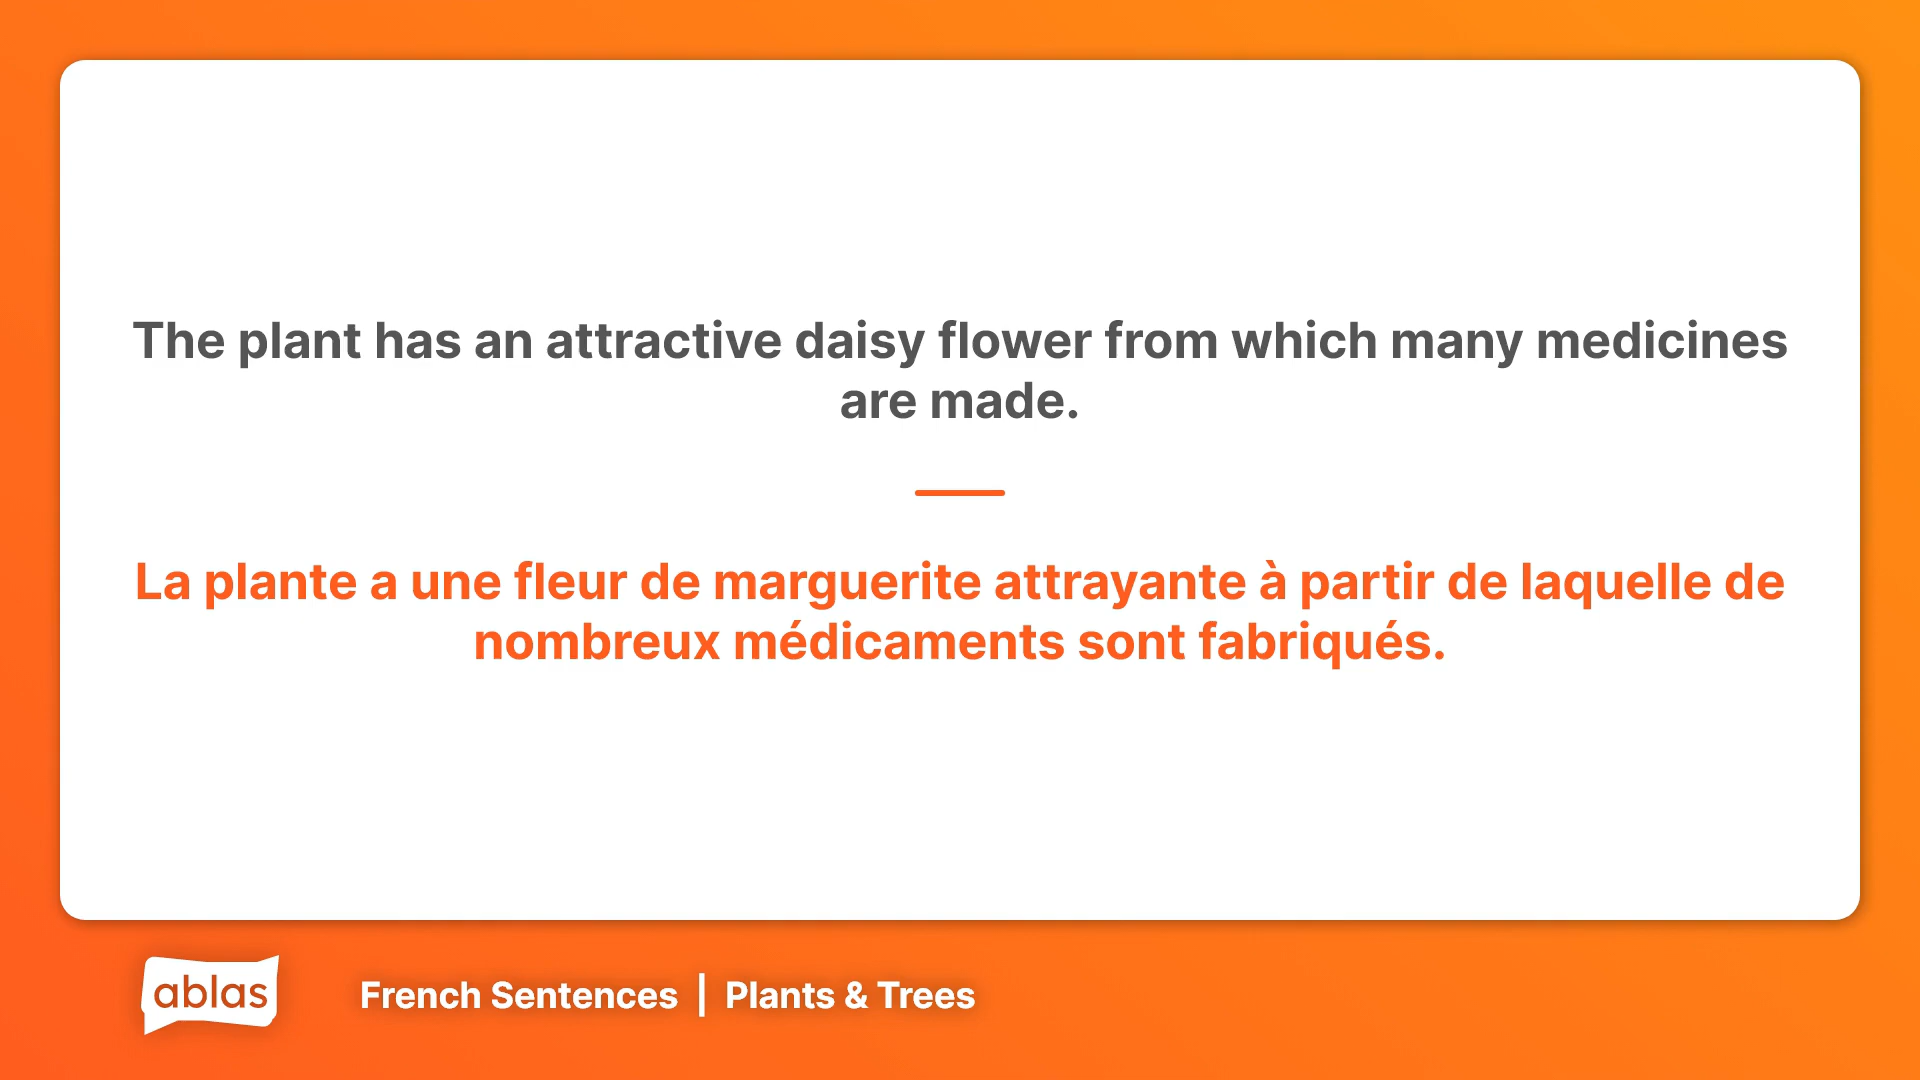 The plant has an attractive daisy flower from which many medicines
are made.
La plante a une fleur de marguerite attrayante à partir de laquelle de
nombreux médicaments sont fabriqués.
ablas
French Sentences | Plants & Trees